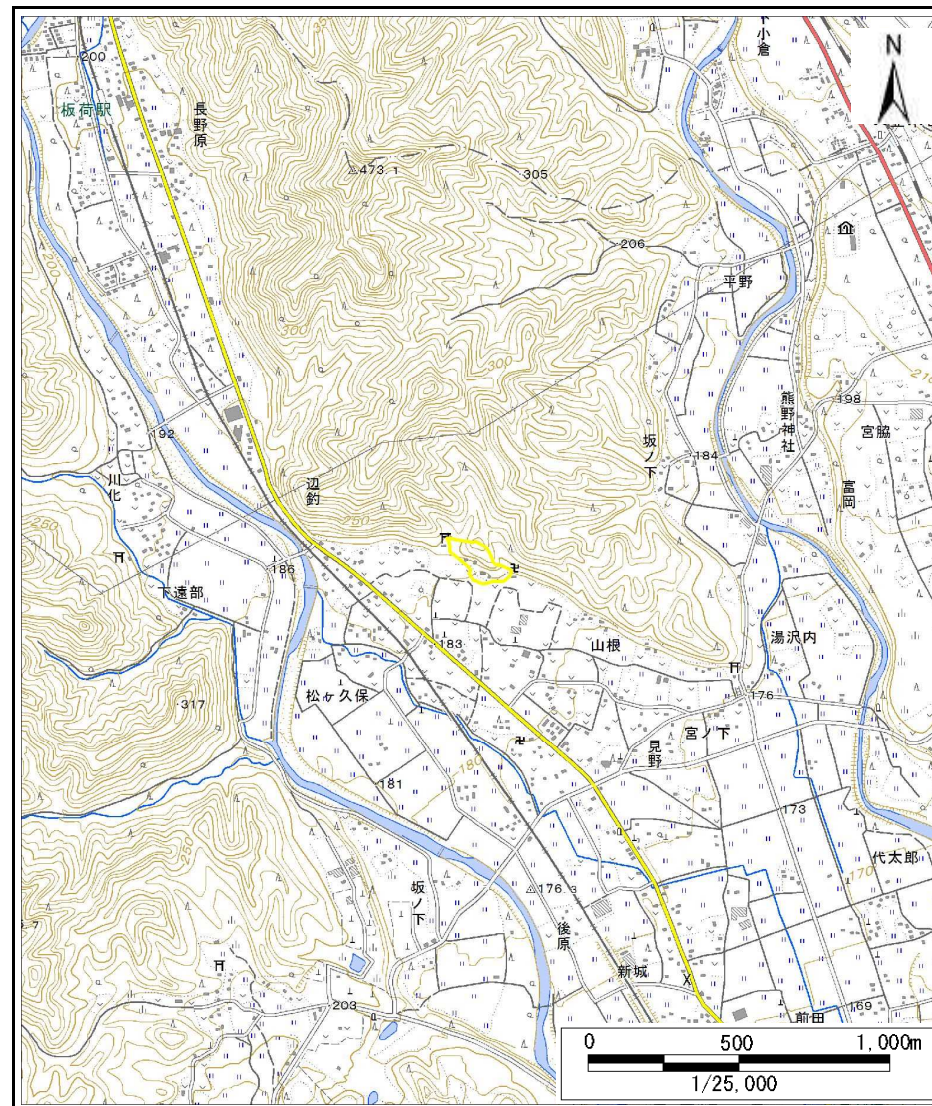 小倉
N
200
板荷駅
長野原
473.1
305
206
平野
300
300
210
熊野神社
198
宮脇
坂ノ下
184
富岡
192
川化
250
辺釣
250
186
下遠部
湯沢内
183
山根
松ヶ久保
317
176
宮ノ下
見野
180
181
173
代太郎
170
坂ノ下
176.3
後原
新城
203
169
前田
0 500 1,000m
1/25,000